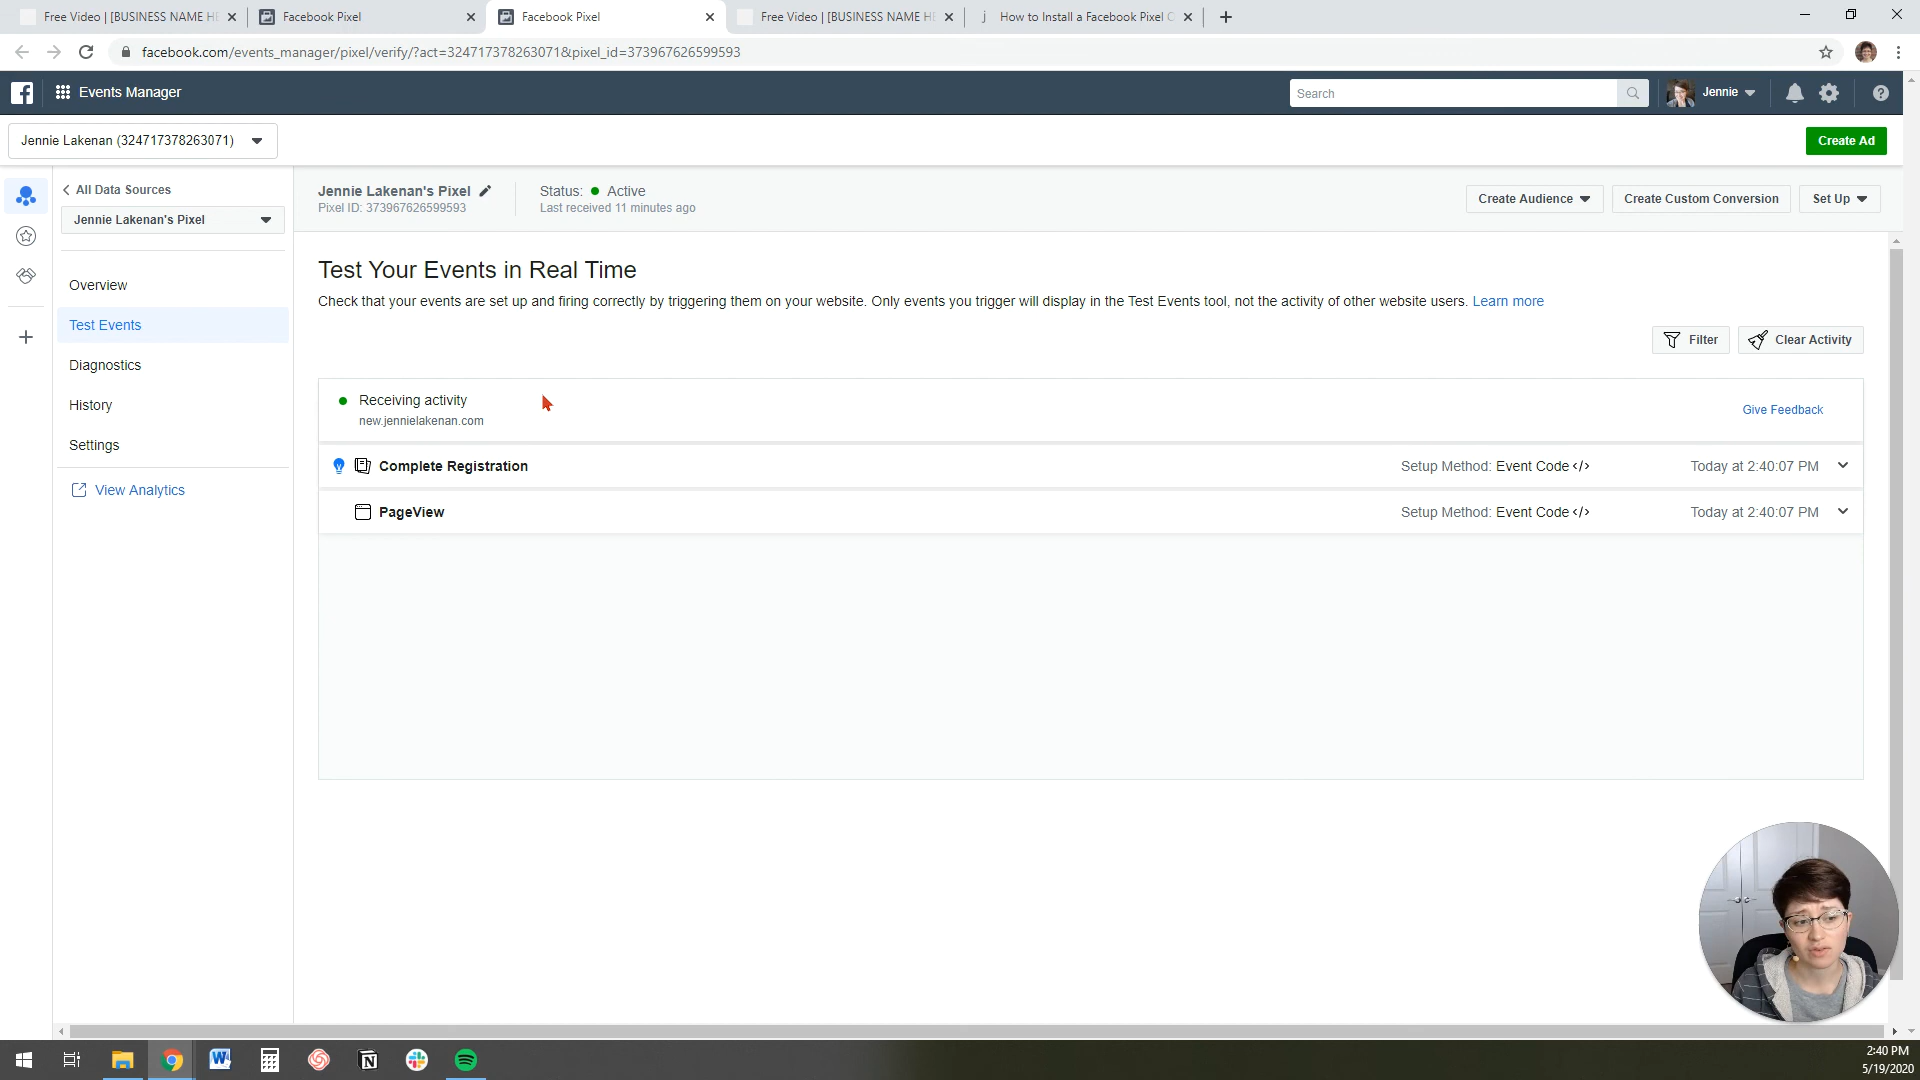 Free Video | [BUSINESS NAME HE
Facebook Pixel
Facebook Pixel
Free Video | [BUSINESS NAME HE
j How to Install a Facebook Pixel C
facebook.com/events_manager/pixel/verify/?act=324717378263071&pixel_id=373967626599593
Events Manager
Search
Jennie
Jennie Lakenan (324717378263071)
Create Ad
All Data Sources
Jennie Lakenan's Pixel
Overview
Test Events
Diagnostics
History
Settings
View Analytics
Jennie Lakenan's Pixel
Pixel ID: 373967626599593
Status: Active
Last received 11 minutes ago
Create Audience
Create Custom Conversion
Set Up
Test Your Events in Real Time
Check that your events are set up and firing correctly by triggering them on your website. Only events you trigger will display in the Test Events tool, not the activity of other website users. Learn more
Filter
Clear Activity
Receiving activity
new.jennielakenan.com
Give Feedback
Complete Registration Setup Method: Event Code </> Today at 2:40:07 PM
PageView Setup Method: Event Code </> Today at 2:40:07 PM
2:40 PM
5/19/2020